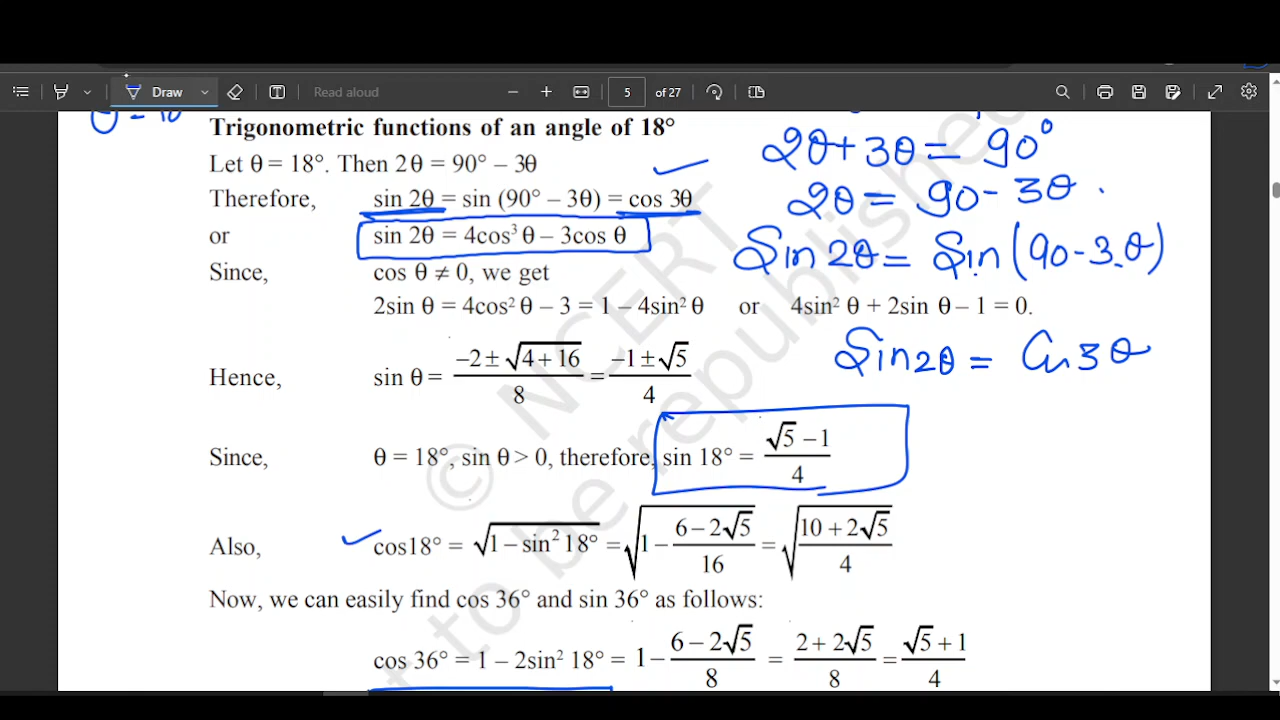 Draw
Read aloud
5 of 27
Trigonometric functions of an angle of 18°
Let θ = 18°. Then 2θ = 90° – 3θ
Therefore, sin 2θ = sin (90° – 3θ) = cos 3θ
or sin 2θ = 4cos³ θ – 3cos θ
Since, cos θ ≠ 0, we get
2sin θ = 4cos² θ – 3 = 1 – 4sin² θ or 4sin² θ + 2sin θ – 1 = 0.
Hence, sin θ = (−2 ± √(4 + 16))/8 = (−1 ± √5)/4
Since, θ = 18°, sin θ > 0, therefore, sin 18° = (√5 – 1)/4
Also, cos18° = √(1 – sin² 18°) = √(1 – (6 – 2√5)/16) = √((10 + 2√5)/4)
Now, we can easily find cos 36° and sin 36° as follows:
cos 36° = 1 – 2sin² 18° = 1 – (6 – 2√5)/8 = (2 + 2√5)/8 = (√5 + 1)/4
2θ + 3θ = 90°
2θ = 90 - 3θ .
Sin 2θ = Sin (90 - 3θ)
Sin 2θ = Cos 3θ
© NCERT
to be republished